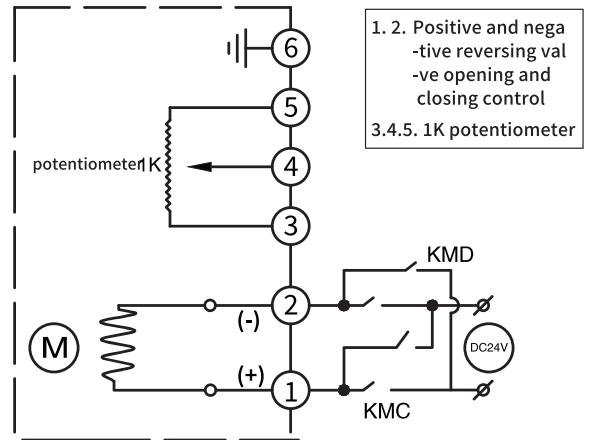 6
1. 2. Positive and nega
-tive reversing val
-ve opening and
closing control
3.4.5. 1K potentiometer
5
potentiometer1K
4
3
KMD
2
(-)
M
DC24V
(+)
1
KMC